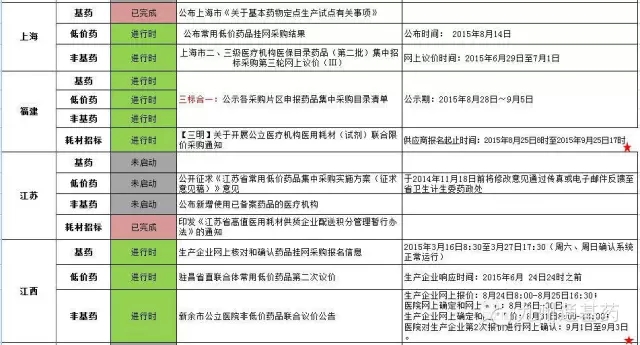 上海
基药 已完成 公布上海市《关于基本药物定点生产试点有关事项》
低价药 进行时 公布常用低价药品挂网采购结果 公布时间: 2015年8月14日
非基药 进行时 上海市二、三级医疗机构医保目录药品（第二批）集中招
标采购第三轮网上议价（III） 网上议价时间：2015年6月29日至7月1日
福建
基药 进行时
低价药 进行时 三标合一：公示各采购片区申报药品集中采购目录清单 公示期：2015年8月28日～9月5日
非基药 进行时
耗材招标 进行时 【三明】关于开展公立医疗机构医用耗材（试剂）联合限
价采购通知 供应商报名起止时间：2015年8月25日8时至2015年9月25日17时
江苏
基药 未启动
低价药 未启动 公开征求《江苏省常用低价药品集中采购实施方案（征求
意见稿）》意见 于2014年11月18日前将修改意见通过传真或电子邮件反馈至
省卫生计生委药政处
非基药 未启动 公布新增使用已备案药品的医疗机构
耗材招标 已完成 印发《江苏省高值医用耗材供货企业配送积分管理暂行办
法》的通知
江西
基药 进行时 生产企业网上核对和确认药品挂网采购报名信息 2015年3月16日8:30至3月27日17:30（周六、周日确认系统
正常运行）
低价药 进行时 驻昌省直联合体常用低价药品第二次议价 生产企业响应时间：2015年6月 24日24时之前
非基药 进行时 新余市公立医院非低价药品联合议价公告 生产企业网上报价：8月24日8:00-8月25日16:30；
医院网上确定和网上
生产企业网上确定和
医院对生产企业第2次报价进行网上确认：9月1日至9月3日。